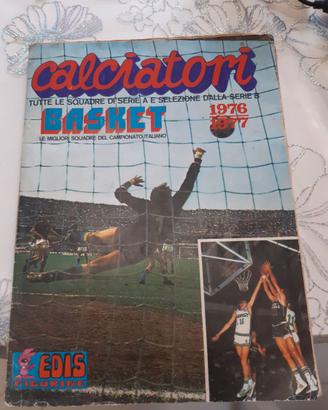 calciatori
TUTTE LE SQUADRE DI SERIE A E SELEZIONE DALLA SERIE B
BASKET
1976
1977
LE MIGLIORI SQUADRE DEL CAMPIONATO ITALIANO
EDIS
FIGURINE